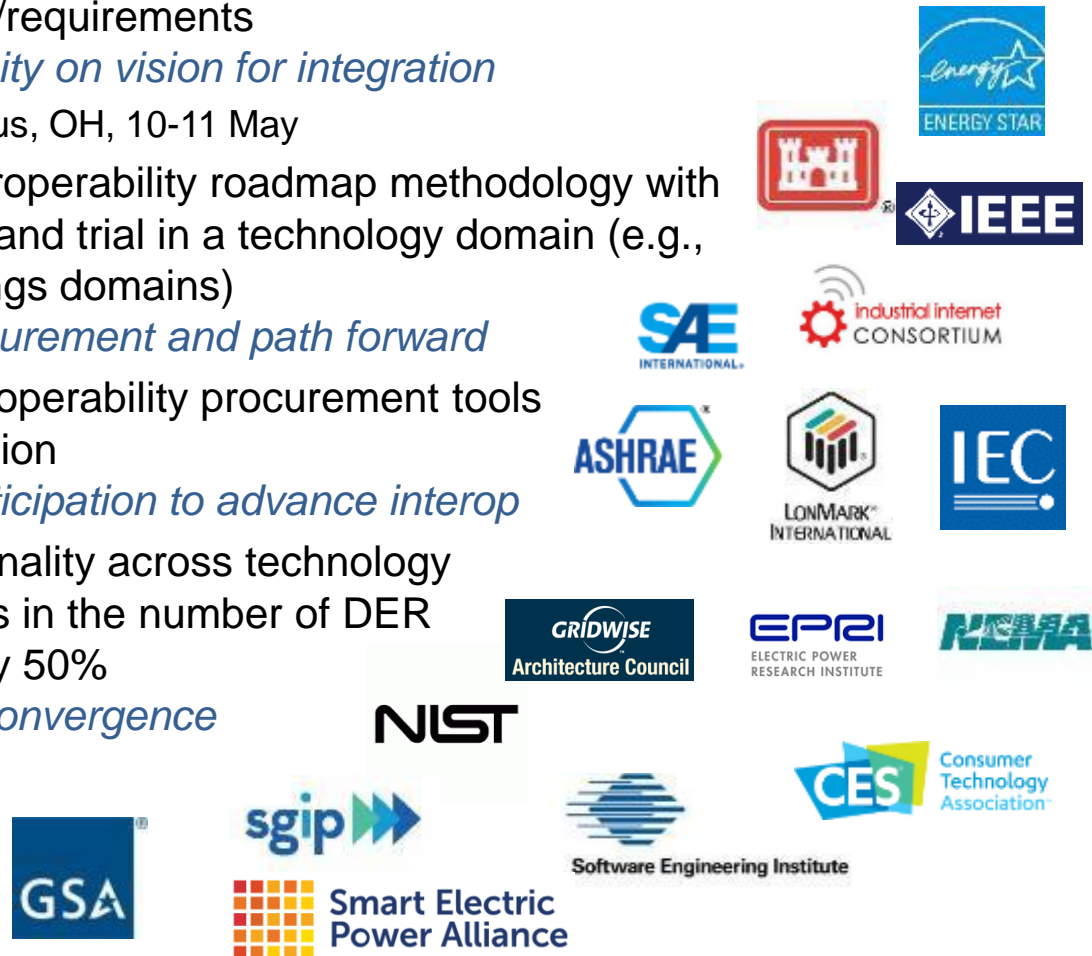 /requirements
ity on vision for integration
us, OH, 10-11 May
roperability roadmap methodology with
and trial in a technology domain (e.g.,
ngs domains)
urement and path forward
operability procurement tools
ion
ticipation to advance interop
nality across technology
s in the number of DER
y 50%
onvergence
energy
ENERGY STAR
®
IEEE
SAE
INTERNATIONAL®
industrial internet
CONSORTIUM
ASHRAE
®
LONMARK®
INTERNATIONAL
IEC
GRIDWISE™
Architecture Council
EPRI
ELECTRIC POWER
RESEARCH INSTITUTE
NEMA
NIST
CES
Consumer
Technology
Association™
sgip
Software Engineering Institute
GSA
®
Smart Electric
Power Alliance